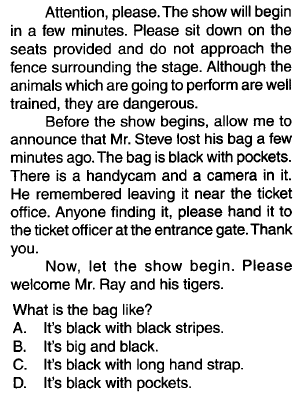 Attention, please. The show will begin
in a few minutes. Please sit down on the
seats provided and do not approach the
fence surrounding the stage. Although the
animals which are going to perform are well
trained, they are dangerous.
Before the show begins, allow me to
announce that Mr. Steve lost his bag a few
minutes ago. The bag is black with pockets.
There is a handycam and a camera in it.
He remembered leaving it near the ticket
office. Anyone finding it, please hand it to
the ticket officer at the entrance gate. Thank
you.
Now, let the show begin. Please
welcome Mr. Ray and his tigers.
What is the bag like?
A. It's black with black stripes.
B. It's big and black.
C. It's black with long hand strap.
D. It's black with pockets.